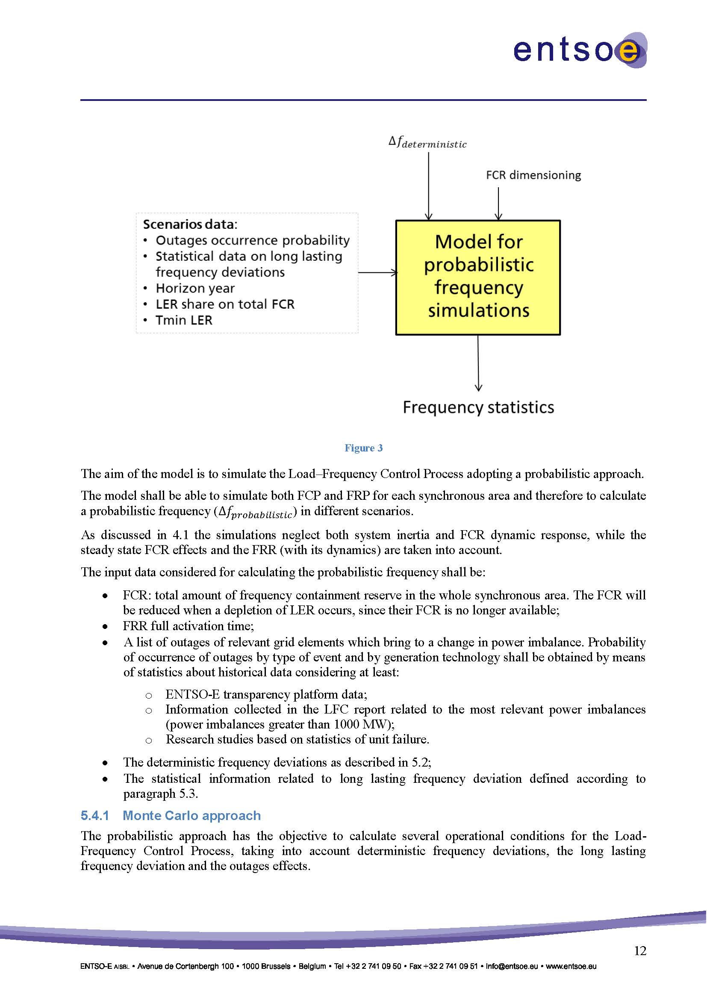 entsoe
Δf_deterministic
FCR dimensioning
Scenarios data:
• Outages occurrence probability
• Statistical data on long lasting
frequency deviations
• Horizon year
• LER share on total FCR
• Tmin LER
Model for
probabilistic
frequency
simulations
Frequency statistics
Figure 3
The aim of the model is to simulate the Load–Frequency Control Process adopting a probabilistic approach.
The model shall be able to simulate both FCP and FRP for each synchronous area and therefore to calculate
a probabilistic frequency (Δf_probabilistic) in different scenarios.
As discussed in 4.1 the simulations neglect both system inertia and FCR dynamic response, while the
steady state FCR effects and the FRR (with its dynamics) are taken into account.
The input data considered for calculating the probabilistic frequency shall be:
• FCR: total amount of frequency containment reserve in the whole synchronous area. The FCR will
be reduced when a depletion of LER occurs, since their FCR is no longer available;
• FRR full activation time;
• A list of outages of relevant grid elements which bring to a change in power imbalance. Probability
of occurrence of outages by type of event and by generation technology shall be obtained by means
of statistics about historical data considering at least:
o ENTSO-E transparency platform data;
o Information collected in the LFC report related to the most relevant power imbalances
(power imbalances greater than 1000 MW);
o Research studies based on statistics of unit failure.
• The deterministic frequency deviations as described in 5.2;
• The statistical information related to long lasting frequency deviation defined according to
paragraph 5.3.
5.4.1 Monte Carlo approach
The probabilistic approach has the objective to calculate several operational conditions for the Load-
Frequency Control Process, taking into account deterministic frequency deviations, the long lasting
frequency deviation and the outages effects.
12
ENTSO-E AISBL • Avenue de Cortenbergh 100 • 1000 Brussels • Belgium • Tel +32 2 741 09 50 • Fax +32 2 741 09 51 • info@entsoe.eu • www.entsoe.eu